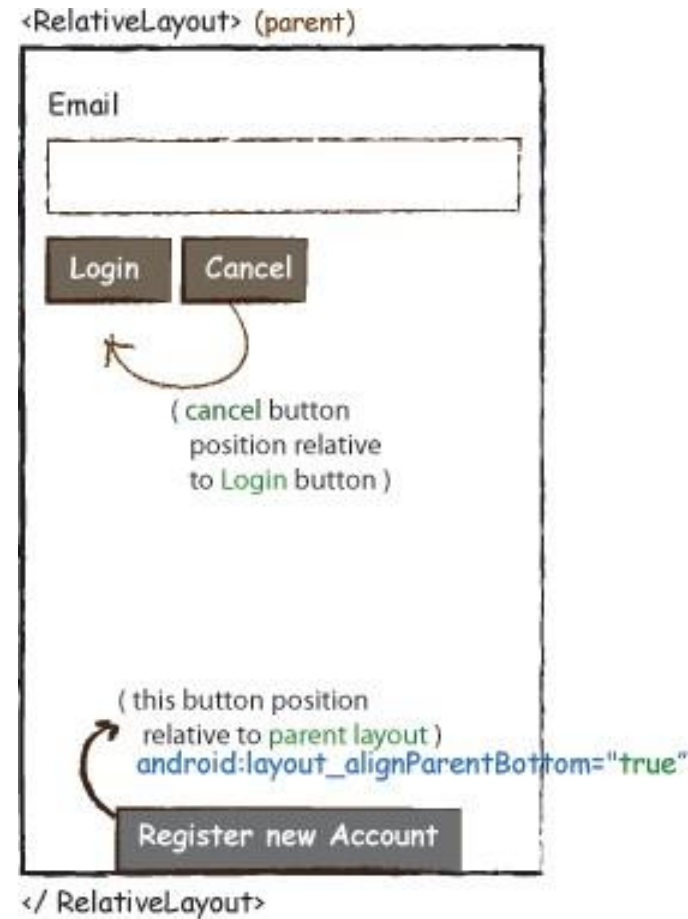 <RelativeLayout> (parent)
Email
Login Cancel
( cancel button
position relative
to Login button )
( this button position
relative to parent layout )
android:layout_alignParentBottom="true"
Register new Account
</ RelativeLayout>